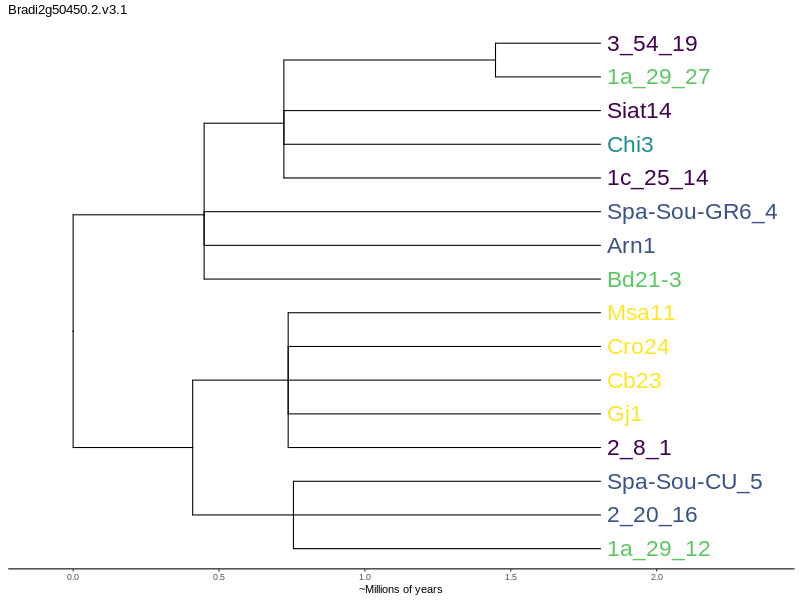 Bradi2g50450.2.v3.1
3_54_19
1a_29_27
Siat14
Chi3
1c_25_14
Spa-Sou-GR6_4
Arn1
Bd21-3
Msa11
Cro24
Cb23
Gj1
2_8_1
Spa-Sou-CU_5
2_20_16
1a_29_12
0.0 0.5 1.0 1.5 2.0
~Millions of years